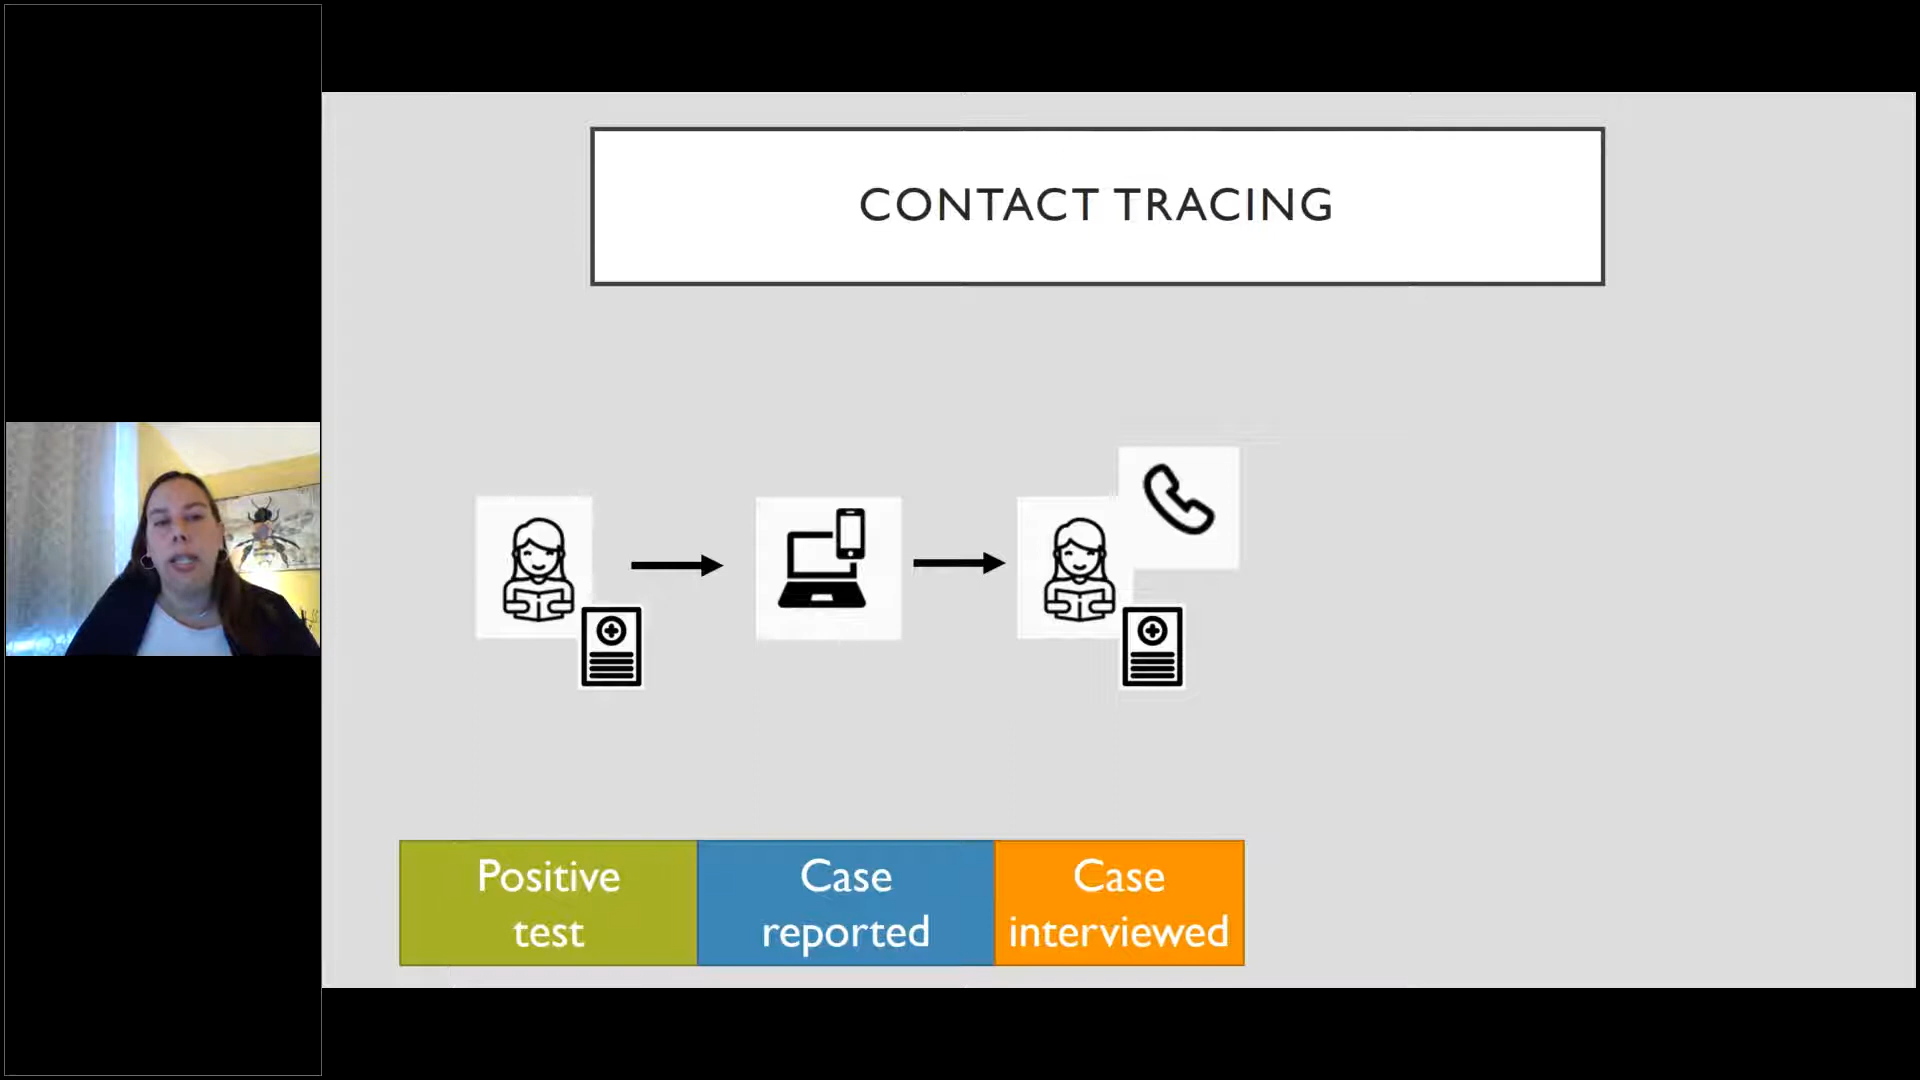 CONTACT TRACING
Positive
test
Case
reported
Case
interviewed